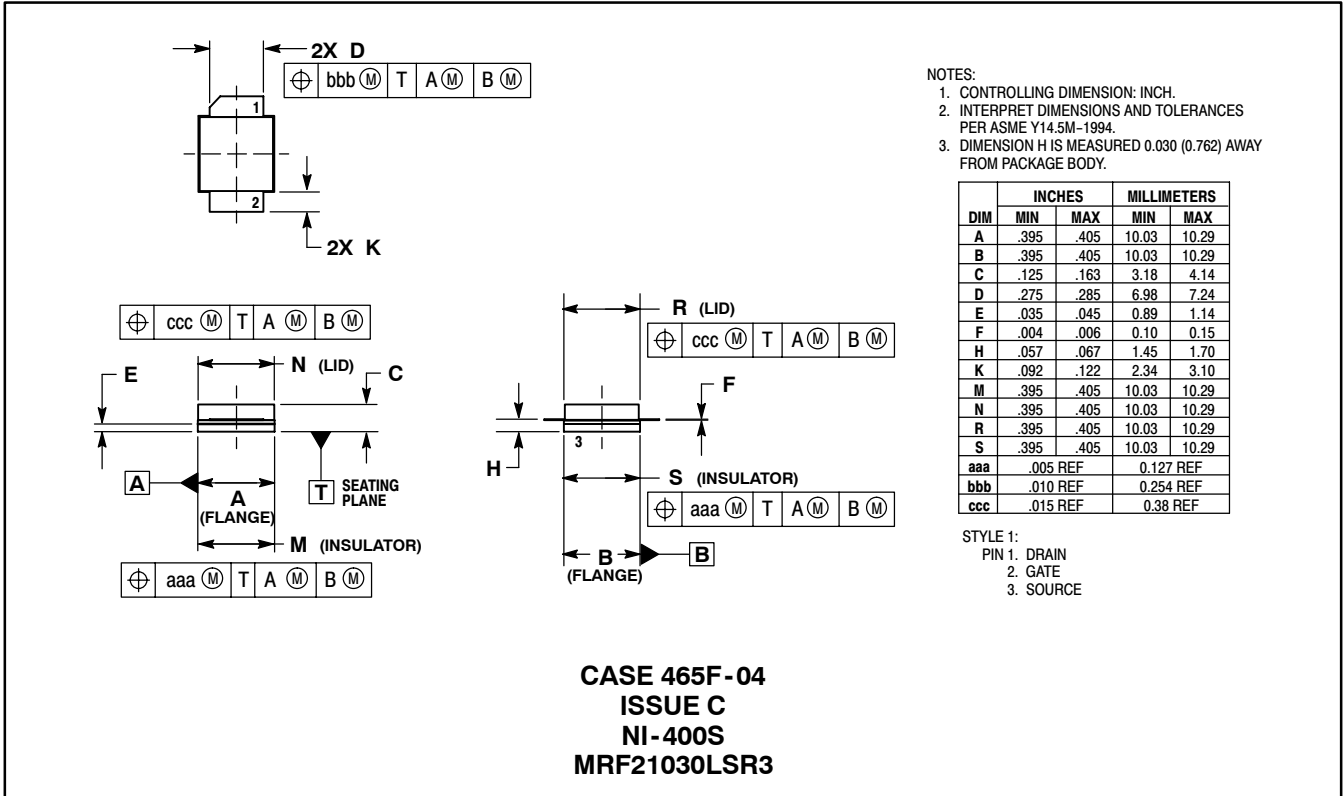 2X D
⌖ bbb Ⓜ T A Ⓜ B Ⓜ
1
2
2X K
⌖ ccc Ⓜ T A Ⓜ B Ⓜ
N (LID)
E
C
A
A
(FLANGE)
T SEATING
PLANE
M (INSULATOR)
⌖ aaa Ⓜ T A Ⓜ B Ⓜ
R (LID)
⌖ ccc Ⓜ T A Ⓜ B Ⓜ
F
H
3
S (INSULATOR)
⌖ aaa Ⓜ T A Ⓜ B Ⓜ
B
B
(FLANGE)
NOTES:
1. CONTROLLING DIMENSION: INCH.
2. INTERPRET DIMENSIONS AND TOLERANCES
PER ASME Y14.5M-1994.
3. DIMENSION H IS MEASURED 0.030 (0.762) AWAY
FROM PACKAGE BODY.
INCHES MILLIMETERS
DIM MIN MAX MIN MAX
A .395 .405 10.03 10.29
B .395 .405 10.03 10.29
C .125 .163 3.18 4.14
D .275 .285 6.98 7.24
E .035 .045 0.89 1.14
F .004 .006 0.10 0.15
H .057 .067 1.45 1.70
K .092 .122 2.34 3.10
M .395 .405 10.03 10.29
N .395 .405 10.03 10.29
R .395 .405 10.03 10.29
S .395 .405 10.03 10.29
aaa .005 REF 0.127 REF
bbb .010 REF 0.254 REF
ccc .015 REF 0.38 REF
STYLE 1:
PIN 1. DRAIN
2. GATE
3. SOURCE
CASE 465F-04
ISSUE C
NI-400S
MRF21030LSR3